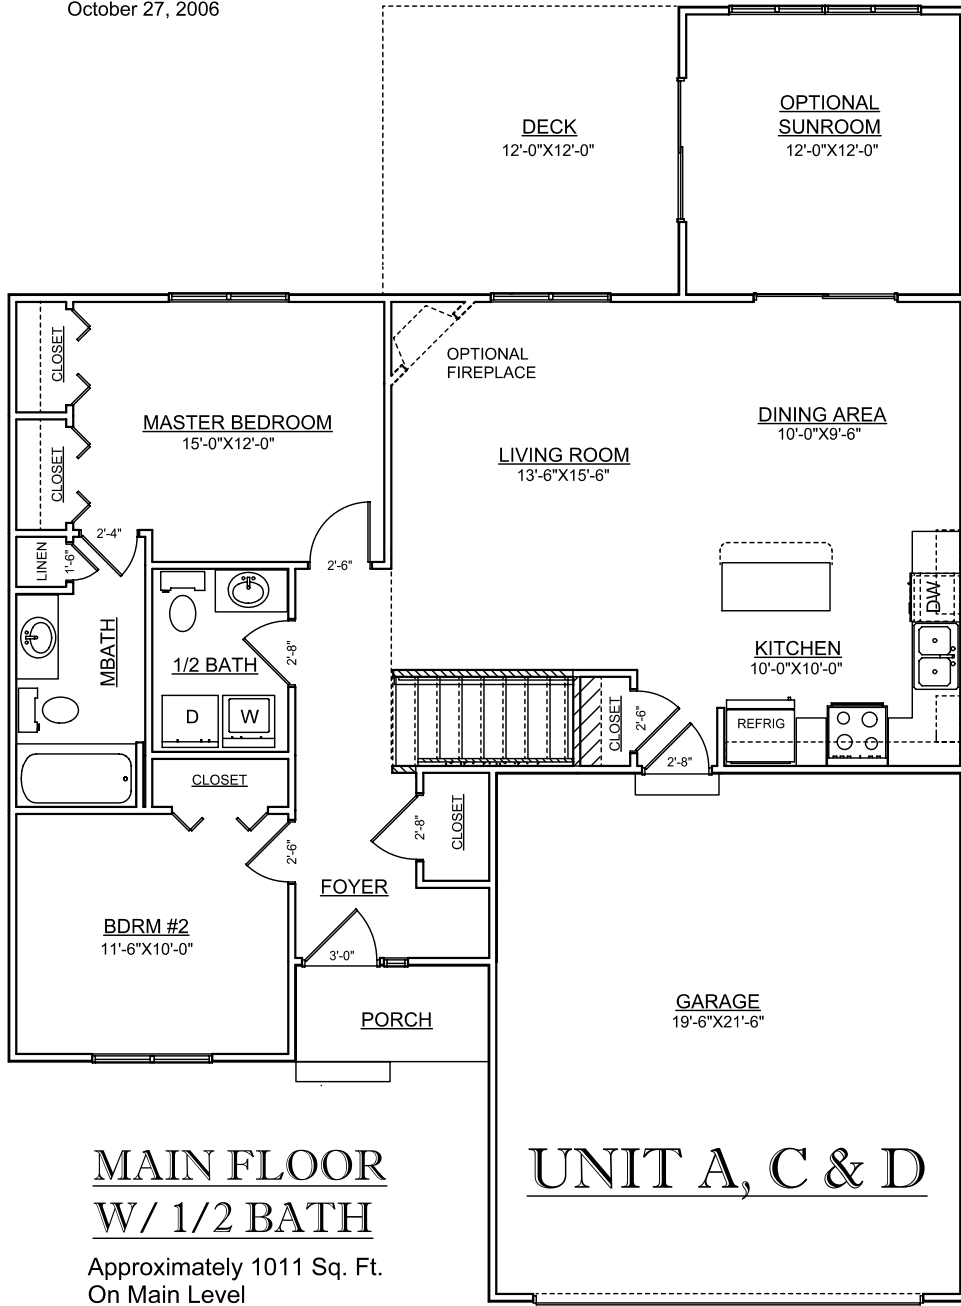 October 27, 2006
DECK
12'-0"X12'-0"
OPTIONAL
SUNROOM
12'-0"X12'-0"
CLOSET
OPTIONAL
FIREPLACE
MASTER BEDROOM
15'-0"X12'-0"
DINING AREA
10'-0"X9'-6"
LIVING ROOM
13'-6"X15'-6"
CLOSET
2'-4"
LINEN
1'-6"
2'-6"
DW
MBATH
1/2 BATH
2'-8"
KITCHEN
10'-0"X10'-0"
D
W
CLOSET
2'-6"
REFRIG
2'-8"
CLOSET
2'-6"
2'-8"
CLOSET
FOYER
BDRM #2
11'-6"X10'-0"
3'-0"
PORCH
GARAGE
19'-6"X21'-6"
MAIN FLOOR
W/ 1/2 BATH
UNIT A, C & D
Approximately 1011 Sq. Ft.
On Main Level